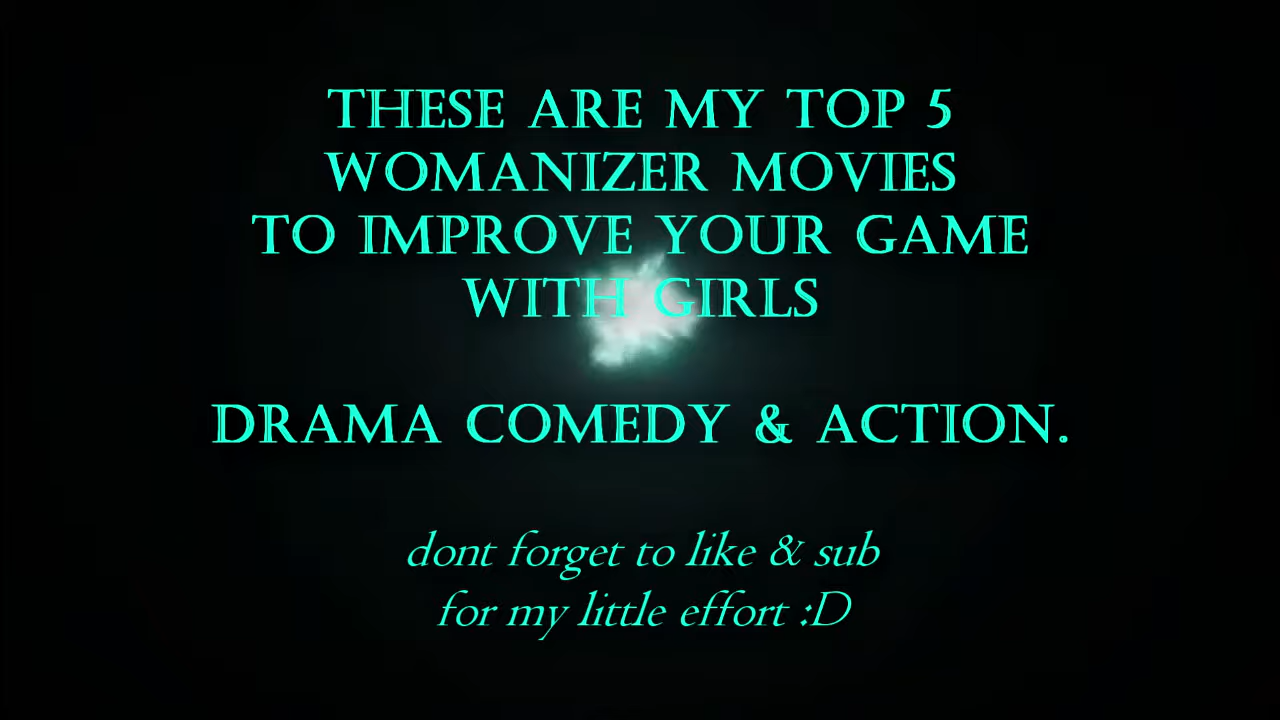 THESE ARE MY TOP 5
WOMANIZER MOVIES
TO IMPROVE YOUR GAME
WITH GIRLS
DRAMA COMEDY & ACTION.
dont forget to like & sub
for my little effort :D